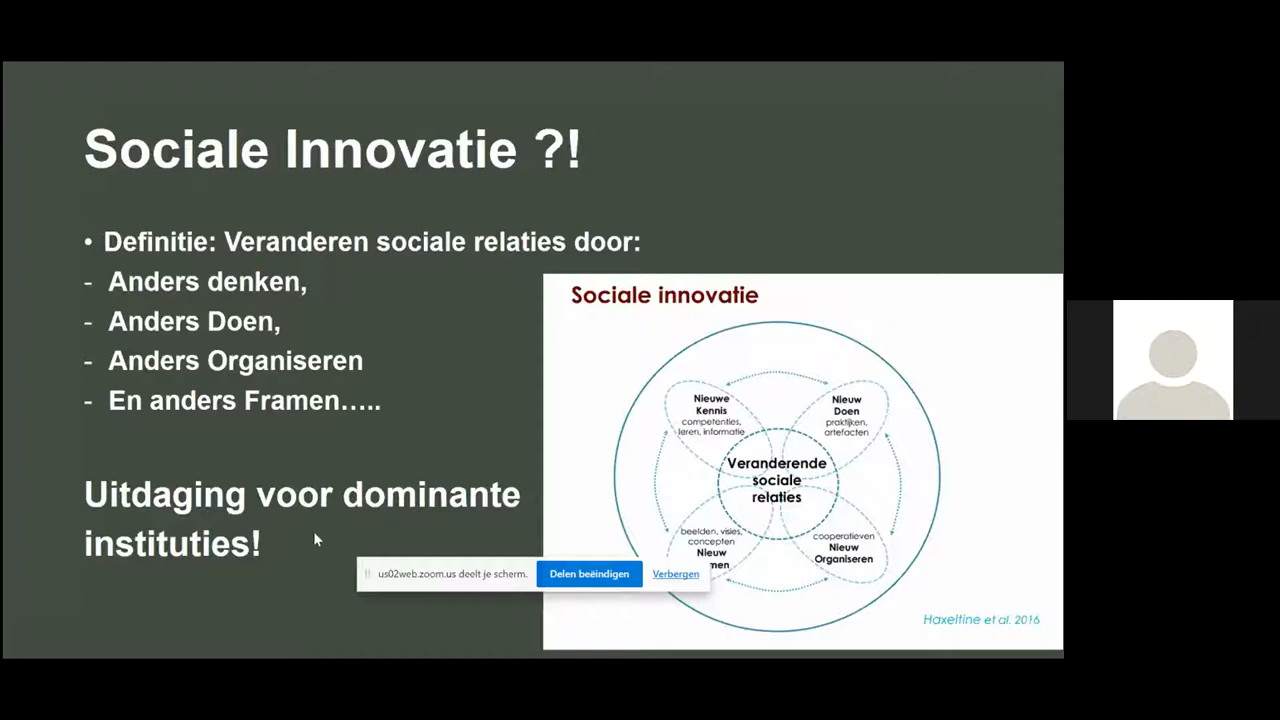 Sociale Innovatie ?!
• Definitie: Veranderen sociale relaties door:
- Anders denken,
- Anders Doen,
- Anders Organiseren
- En anders Framen…..
Uitdaging voor dominante
instituties!
Sociale innovatie
Nieuwe
Kennis
competenties,
leren, informatie
Nieuw
Doen
praktijken,
artefacten
Veranderende
sociale
relaties
beelden, visies,
concepten
Nieuw
cooperatieven
Nieuw
Organiseren
Haxeltine et al. 2016
us02web.zoom.us deelt je scherm.
Delen beëindigen
Verbergen